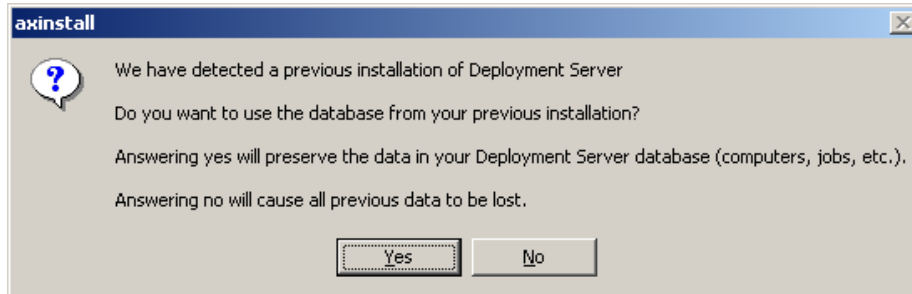 axinstall
We have detected a previous installation of Deployment Server
Do you want to use the database from your previous installation?
Answering yes will preserve the data in your Deployment Server database (computers, jobs, etc.).
Answering no will cause all previous data to be lost.
Yes No